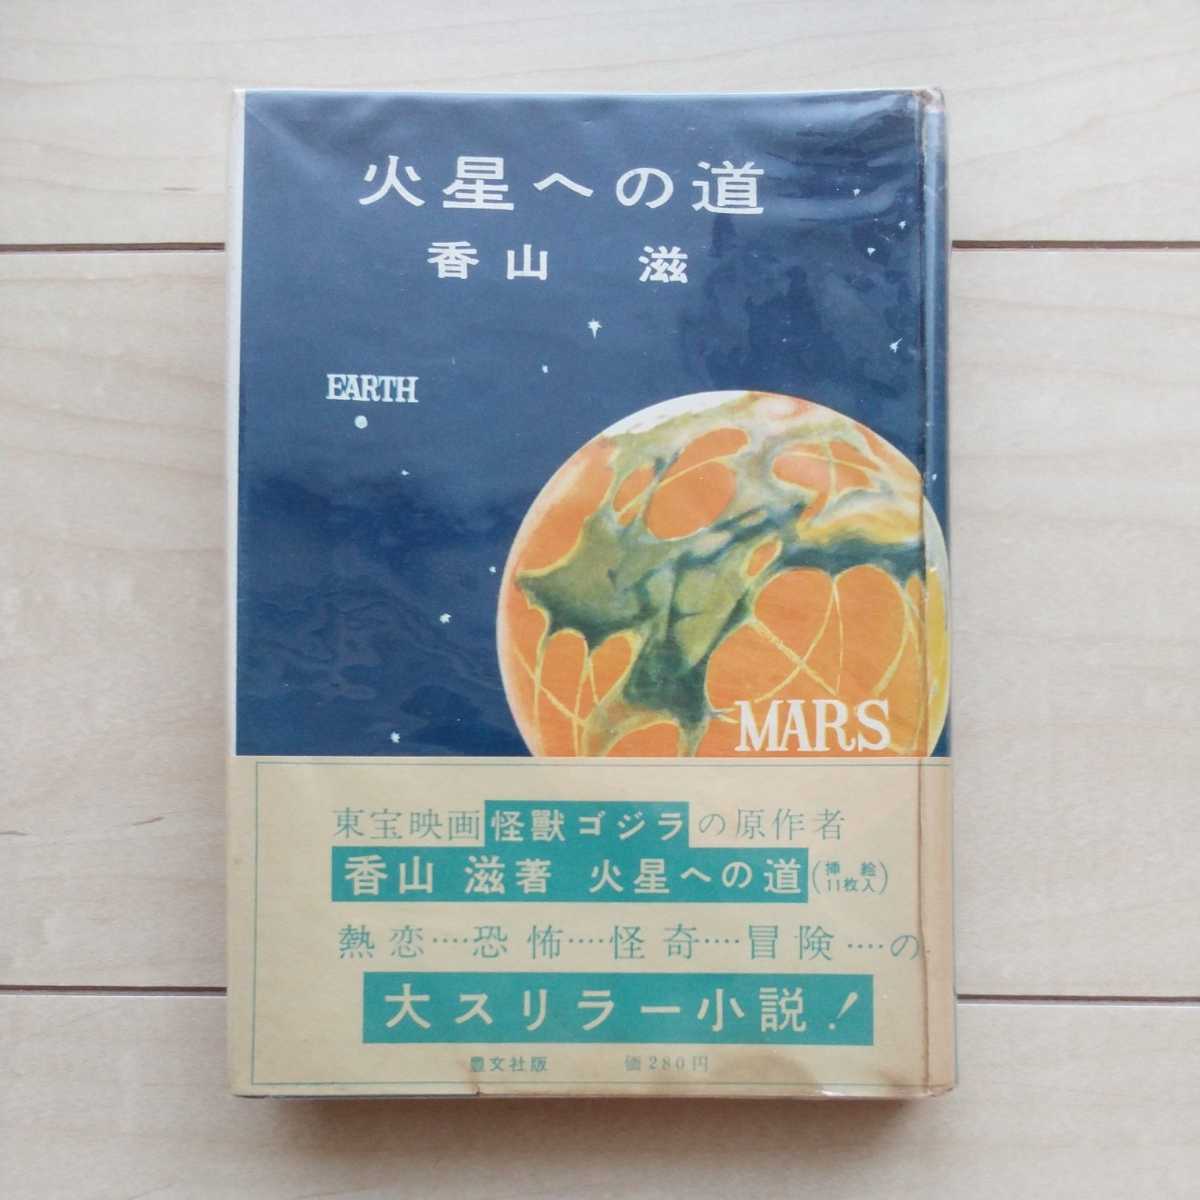 火星への道
香山 滋
EARTH
MARS
東宝映画怪獣ゴジラの原作者
香山 滋著 火星への道(挿絵11枚入)
熱恋‥‥恐怖‥‥怪奇‥‥冒険‥‥の
大スリラー小説!
豊文社版 価280円